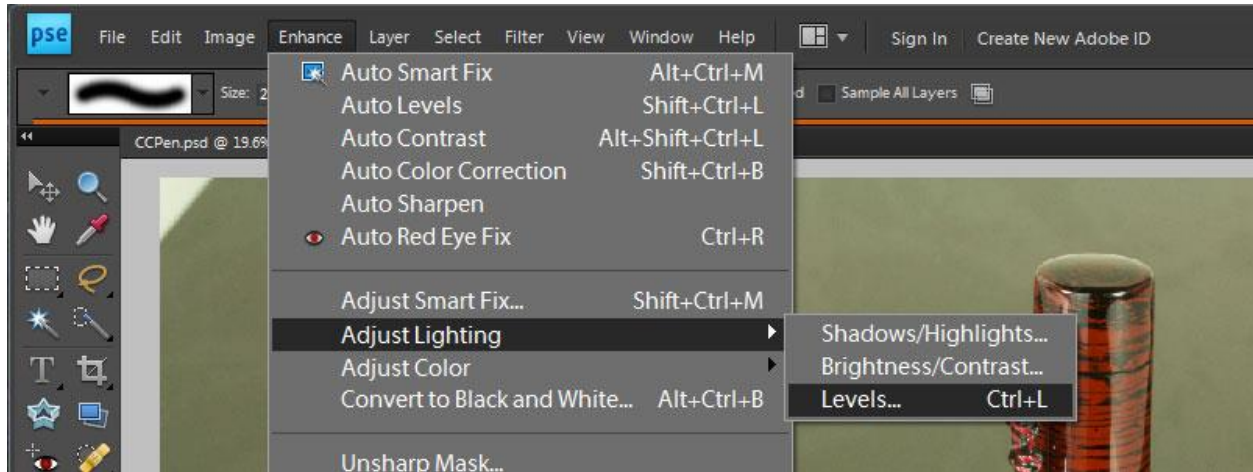 pse File Edit Image Enhance Layer Select Filter View Window Help Sign In Create New Adobe ID
Size: 2 d Sample All Layers
CCPen.psd @ 19.6%
Auto Smart Fix Alt+Ctrl+M
Auto Levels Shift+Ctrl+L
Auto Contrast Alt+Shift+Ctrl+L
Auto Color Correction Shift+Ctrl+B
Auto Sharpen
Auto Red Eye Fix Ctrl+R
Adjust Smart Fix... Shift+Ctrl+M
Adjust Lighting
Adjust Color
Convert to Black and White... Alt+Ctrl+B
Unsharp Mask...
Shadows/Highlights...
Brightness/Contrast...
Levels... Ctrl+L
T